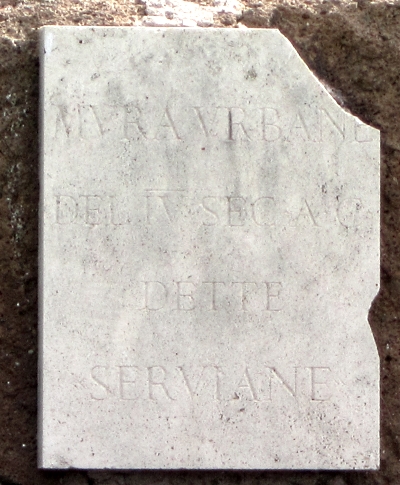 MVRA VRBANE
DEL IV SEC A C
DETTE
SERVIANE